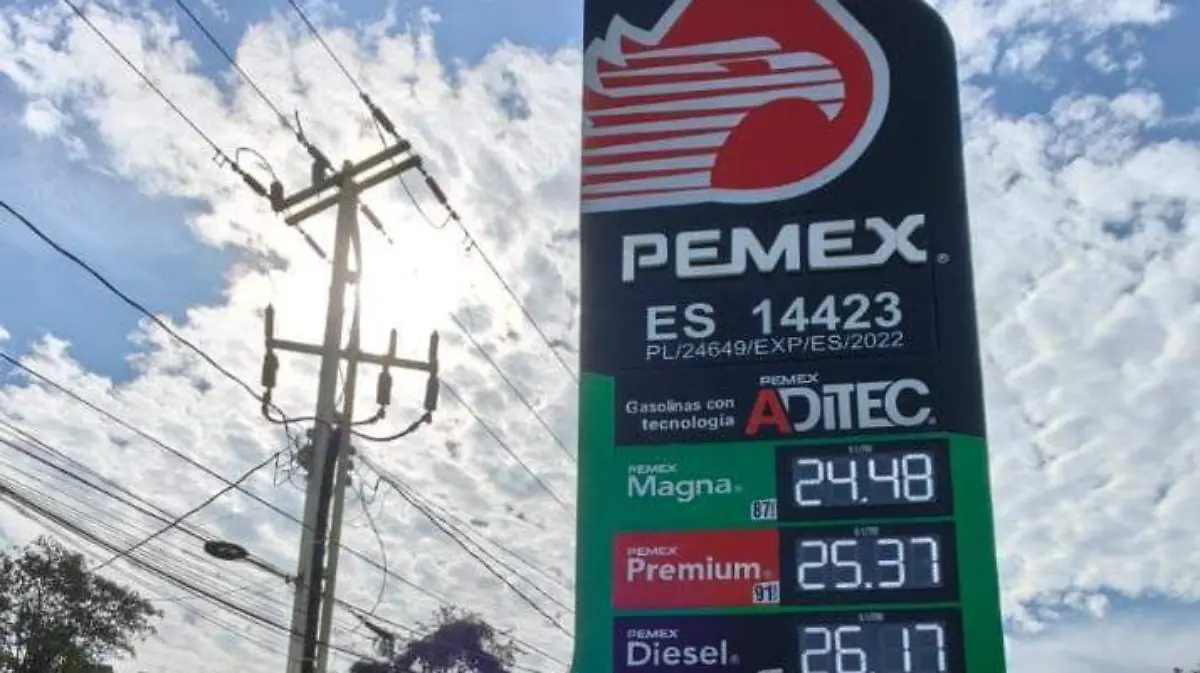 PEMEX®
ES 14423
PL/24649/EXP/ES/2022
Gasolinas con tecnología
PEMEX
ADiTEC®
PEMEX
Magna®
87!
24.48
PEMEX
Premium®
91!
25.37
PEMEX
Diesel®
26.17